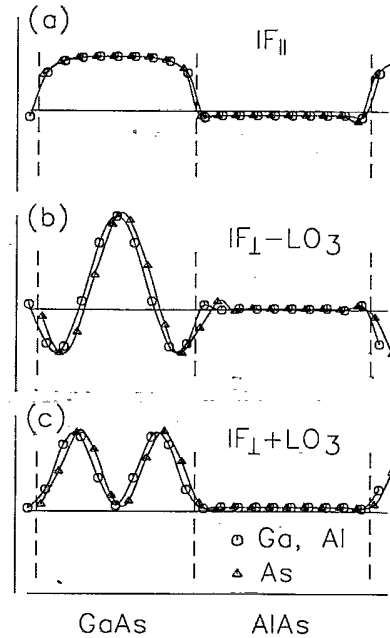 (a)
IF||
(b)
IF⊥−LO3
(c)
IF⊥+LO3
Ga, Al
As
GaAs
AlAs